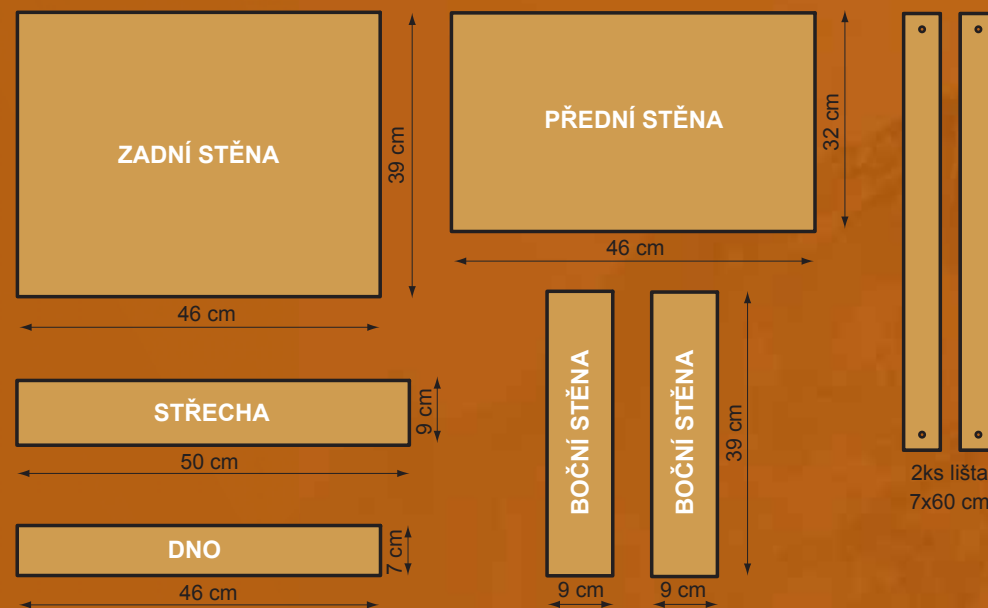 ZADNÍ STĚNA
39 cm
46 cm
PŘEDNÍ STĚNA
32 cm
46 cm
STŘECHA
9 cm
50 cm
DNO
7 cm
46 cm
BOČNÍ STĚNA
BOČNÍ STĚNA
39 cm
9 cm
9 cm
2ks lišta
7x60 cm